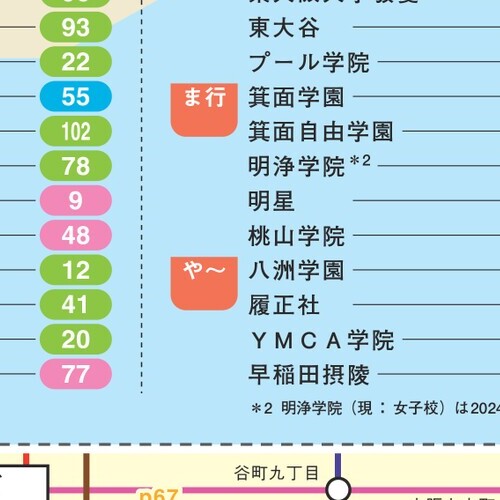 93
22
55
102
78
9
48
12
41
20
77
東大谷
プール学院
ま行
箕面学園
箕面自由学園
明浄学院*2
明星
桃山学院
や〜
八洲学園
履正社
YMCA学院
早稲田摂陵
*2 明浄学院（現：女子校）は2024
谷町九丁目
p67